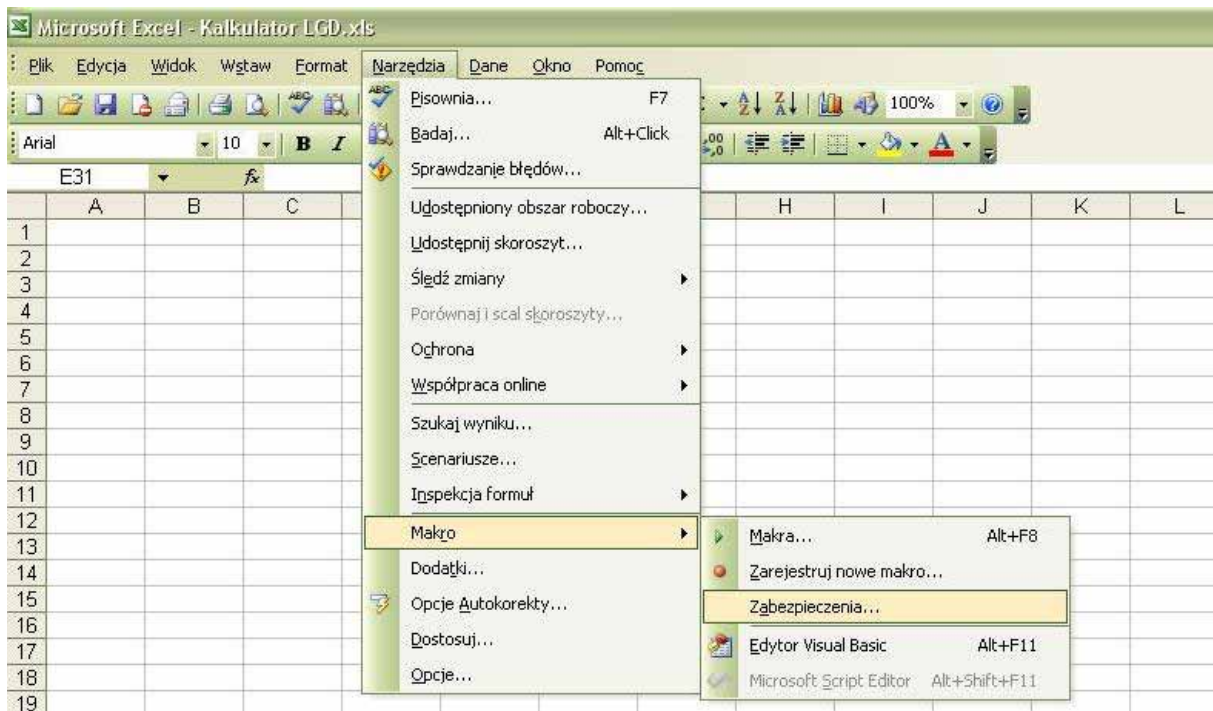 Microsoft Excel - Kalkulator LGD.xls
Plik Edycja Widok Wstaw Format Narzędzia Dane Okno Pomoc
100%
Arial 10 B I
E31 fx
A B C H I J K L
1
2
3
4
5
6
7
8
9
10
11
12
13
14
15
16
17
18
19
Pisownia... F7
Badaj... Alt+Click
Sprawdzanie błędów...
Udostępniony obszar roboczy...
Udostępnij skoroszyt...
Śledź zmiany
Porównaj i scal skoroszyty...
Ochrona
Współpraca online
Szukaj wyniku...
Scenariusze...
Inspekcja formuł
Makro
Dodatki...
Opcje Autokorekty...
Dostosuj...
Opcje...
Makra... Alt+F8
Zarejestruj nowe makro...
Zabezpieczenia...
Edytor Visual Basic Alt+F11
Microsoft Script Editor Alt+Shift+F11